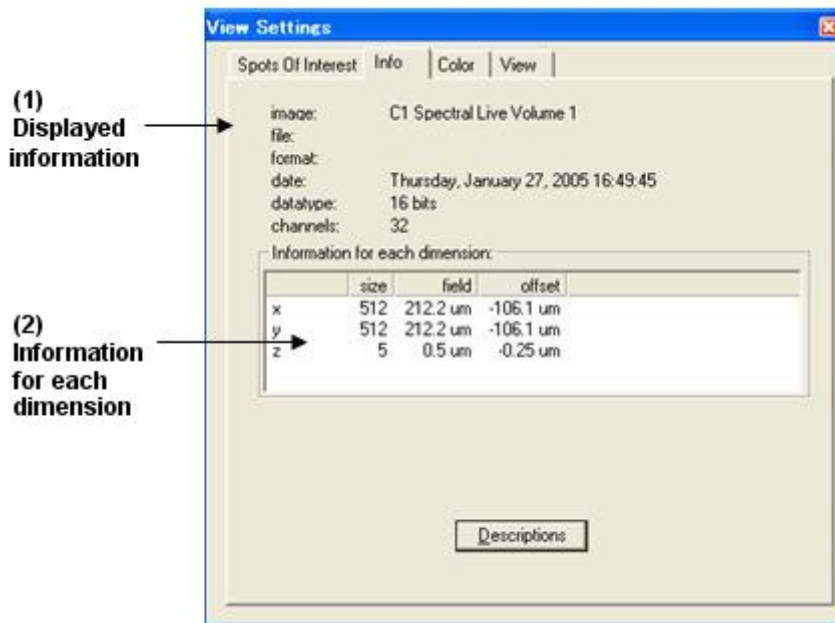 View Settings
Spots Of Interest Info Color View
(1)
Displayed
information
image: C1 Spectral Live Volume 1
file:
format:
date: Thursday, January 27, 2005 16:49:45
datatype: 16 bits
channels: 32
Information for each dimension:
size field offset
x 512 212.2 um -106.1 um
y 512 212.2 um -106.1 um
z 5 0.5 um -0.25 um
(2)
Information
for each
dimension
Descriptions